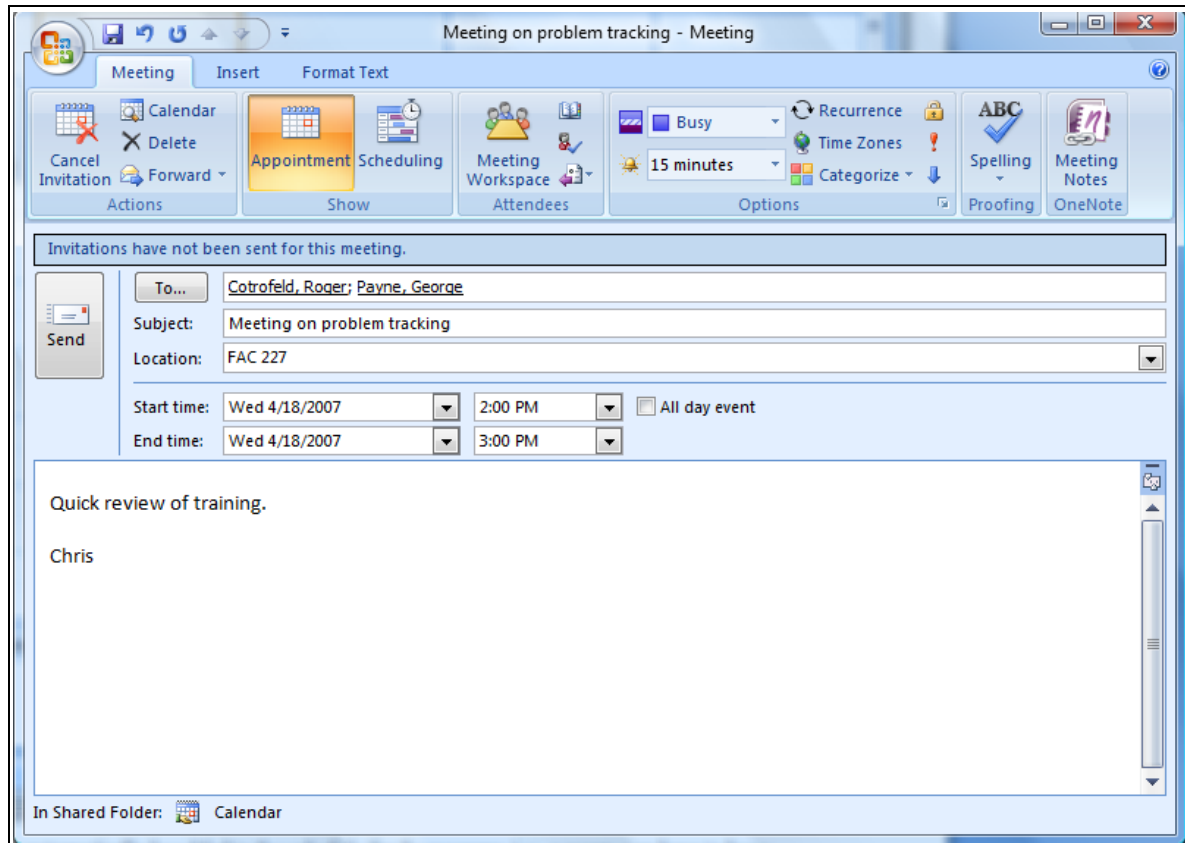 Meeting on problem tracking - Meeting
Meeting Insert Format Text
Cancel Invitation
Calendar
Delete
Forward
Actions
Appointment Scheduling
Show
Meeting Workspace
Attendees
Busy
15 minutes
Recurrence
Time Zones
Categorize
Options
ABC
Spelling
Proofing
Meeting Notes
OneNote
Invitations have not been sent for this meeting.
Send
To... Cotrofeld, Roger; Payne, George
Subject: Meeting on problem tracking
Location: FAC 227
Start time: Wed 4/18/2007 2:00 PM All day event
End time: Wed 4/18/2007 3:00 PM
Quick review of training.
Chris
In Shared Folder: Calendar